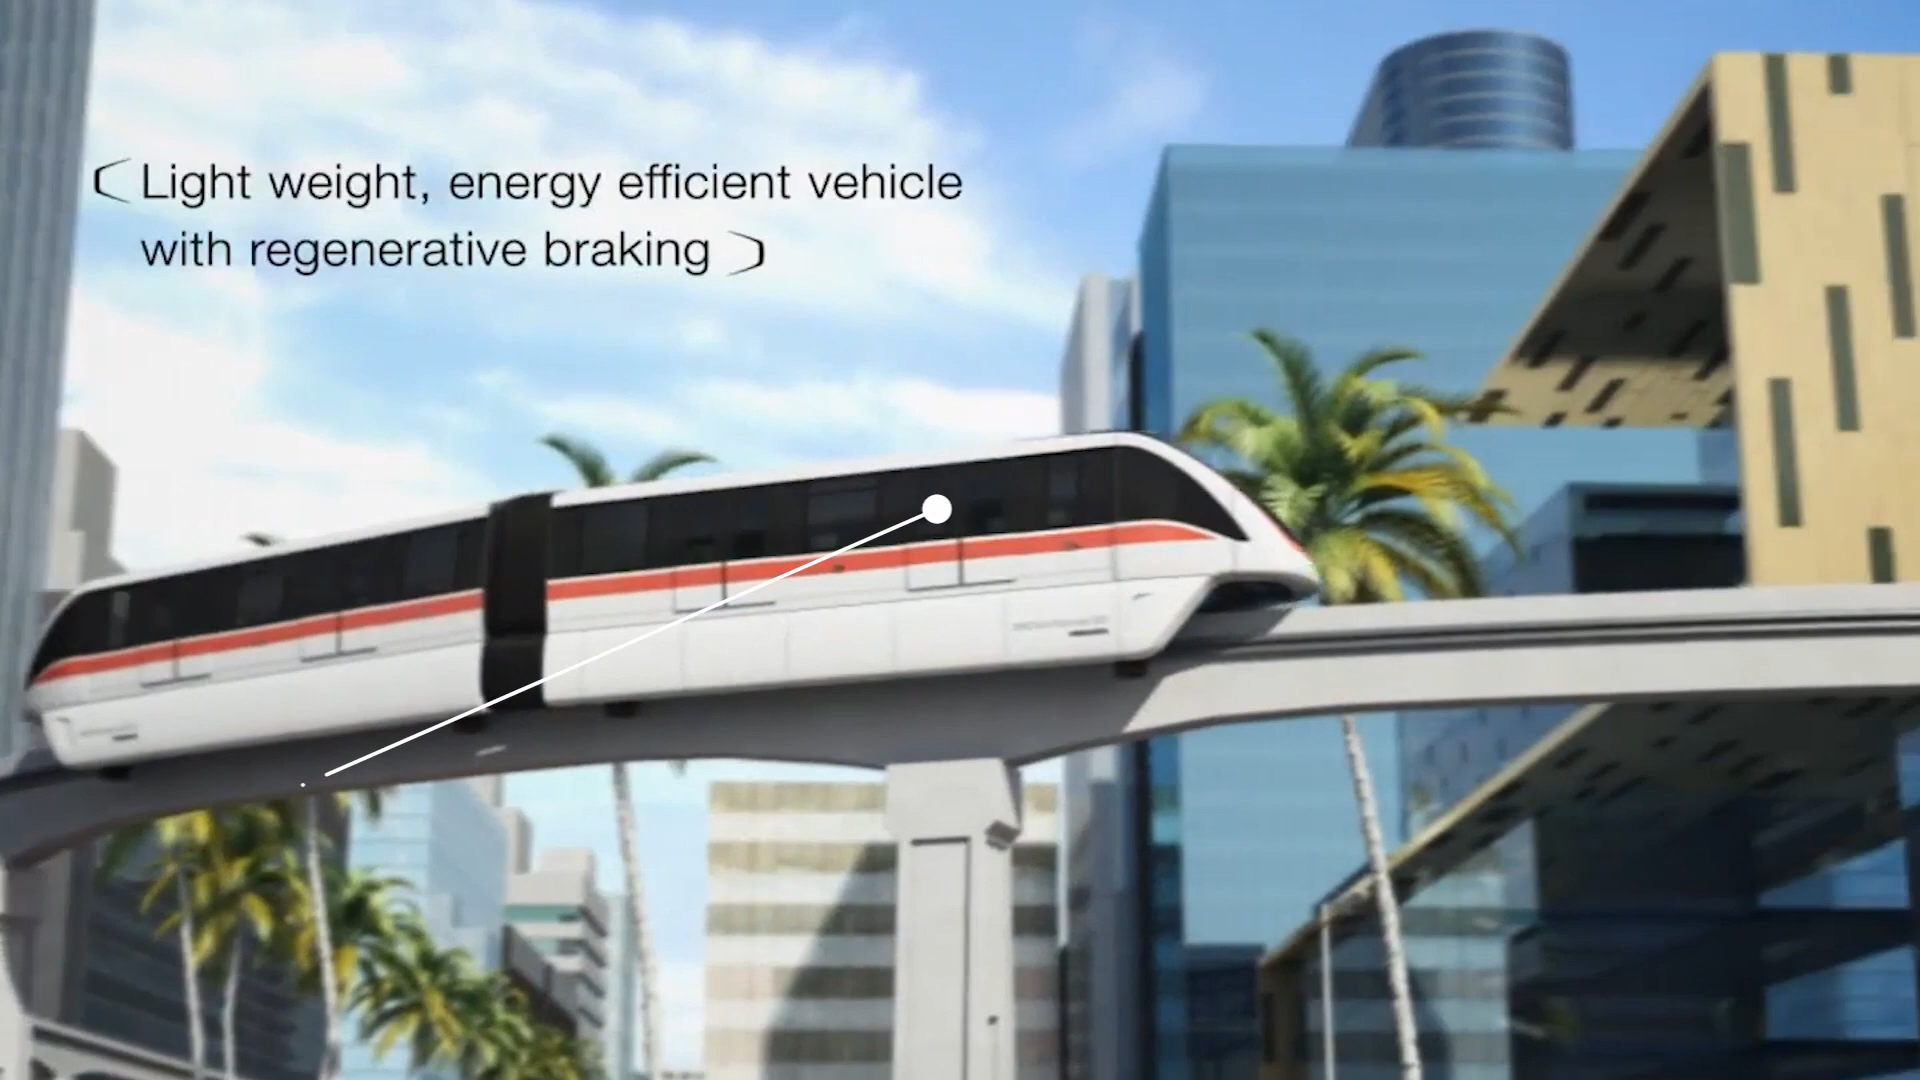 Light weight, energy efficient vehicle
with regenerative braking